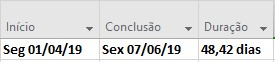 Início Conclusão Duração
Seg 01/04/19 Sex 07/06/19 48,42 dias